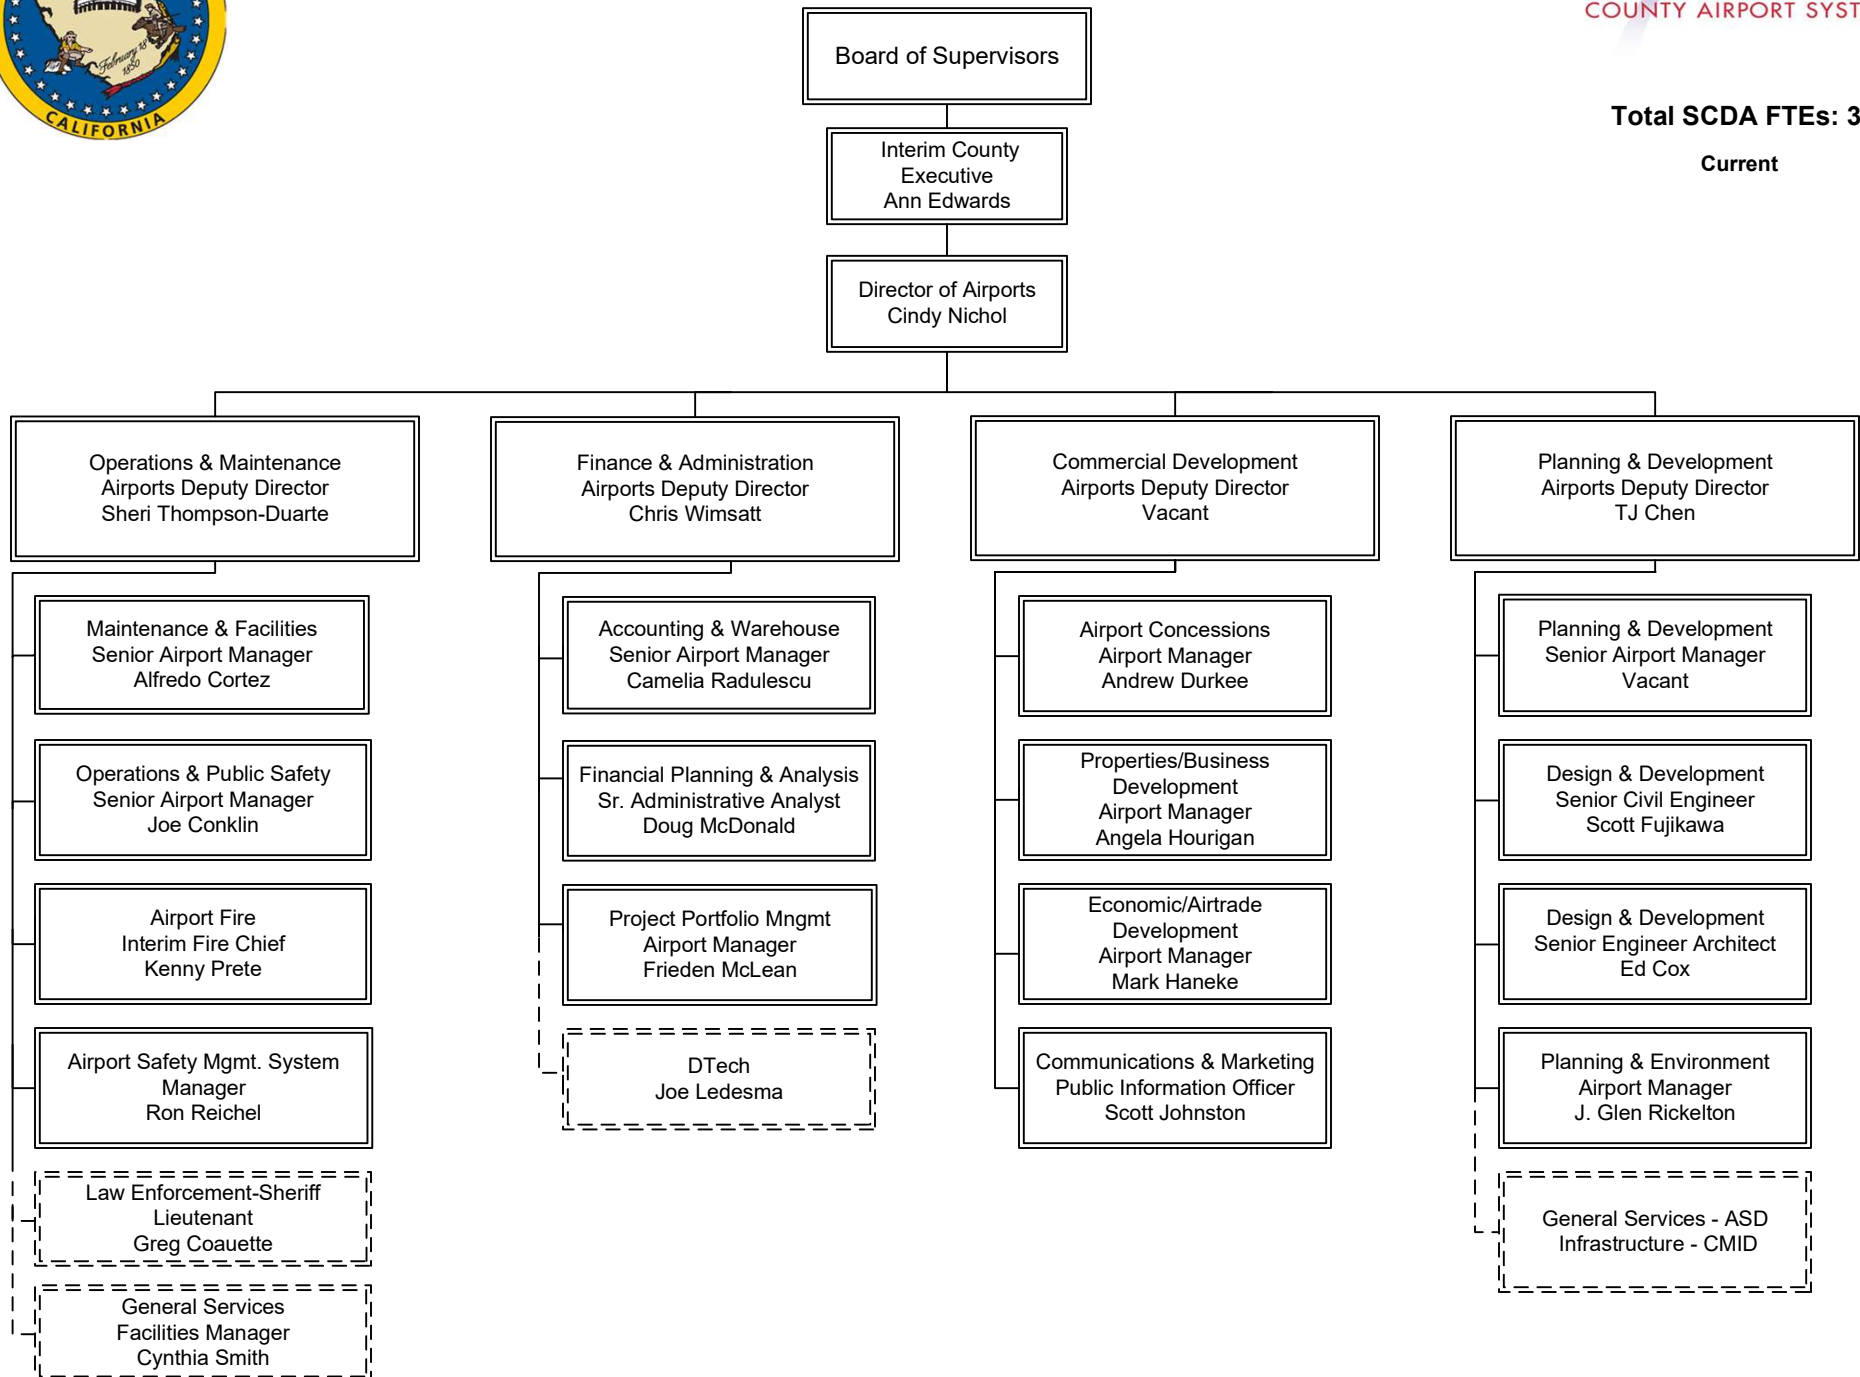 February 18
1850
CALIFORNIA
COUNTY AIRPORT SYST
Total SCDA FTEs: 3
Current
Board of Supervisors
Interim County
Executive
Ann Edwards
Director of Airports
Cindy Nichol
Operations & Maintenance
Airports Deputy Director
Sheri Thompson-Duarte
Finance & Administration
Airports Deputy Director
Chris Wimsatt
Commercial Development
Airports Deputy Director
Vacant
Planning & Development
Airports Deputy Director
TJ Chen
Maintenance & Facilities
Senior Airport Manager
Alfredo Cortez
Operations & Public Safety
Senior Airport Manager
Joe Conklin
Airport Fire
Interim Fire Chief
Kenny Prete
Airport Safety Mgmt. System
Manager
Ron Reichel
Law Enforcement-Sheriff
Lieutenant
Greg Coauette
General Services
Facilities Manager
Cynthia Smith
Accounting & Warehouse
Senior Airport Manager
Camelia Radulescu
Financial Planning & Analysis
Sr. Administrative Analyst
Doug McDonald
Project Portfolio Mngmt
Airport Manager
Frieden McLean
DTech
Joe Ledesma
Airport Concessions
Airport Manager
Andrew Durkee
Properties/Business
Development
Airport Manager
Angela Hourigan
Economic/Airtrade
Development
Airport Manager
Mark Haneke
Communications & Marketing
Public Information Officer
Scott Johnston
Planning & Development
Senior Airport Manager
Vacant
Design & Development
Senior Civil Engineer
Scott Fujikawa
Design & Development
Senior Engineer Architect
Ed Cox
Planning & Environment
Airport Manager
J. Glen Rickelton
General Services - ASD
Infrastructure - CMID